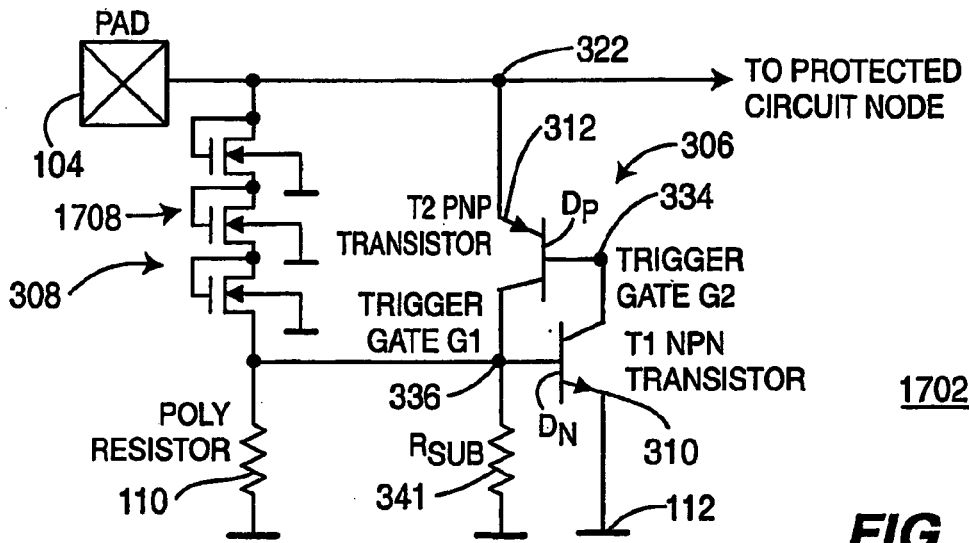 PAD
322
TO PROTECTED
CIRCUIT NODE
104
312
306
1708
T2 PNP
TRANSISTOR
DP
334
308
TRIGGER
GATE G2
TRIGGER
GATE G1
T1 NPN
TRANSISTOR
336
1702
POLY
RESISTOR
DN
RSUB
310
110
341
112
FIG